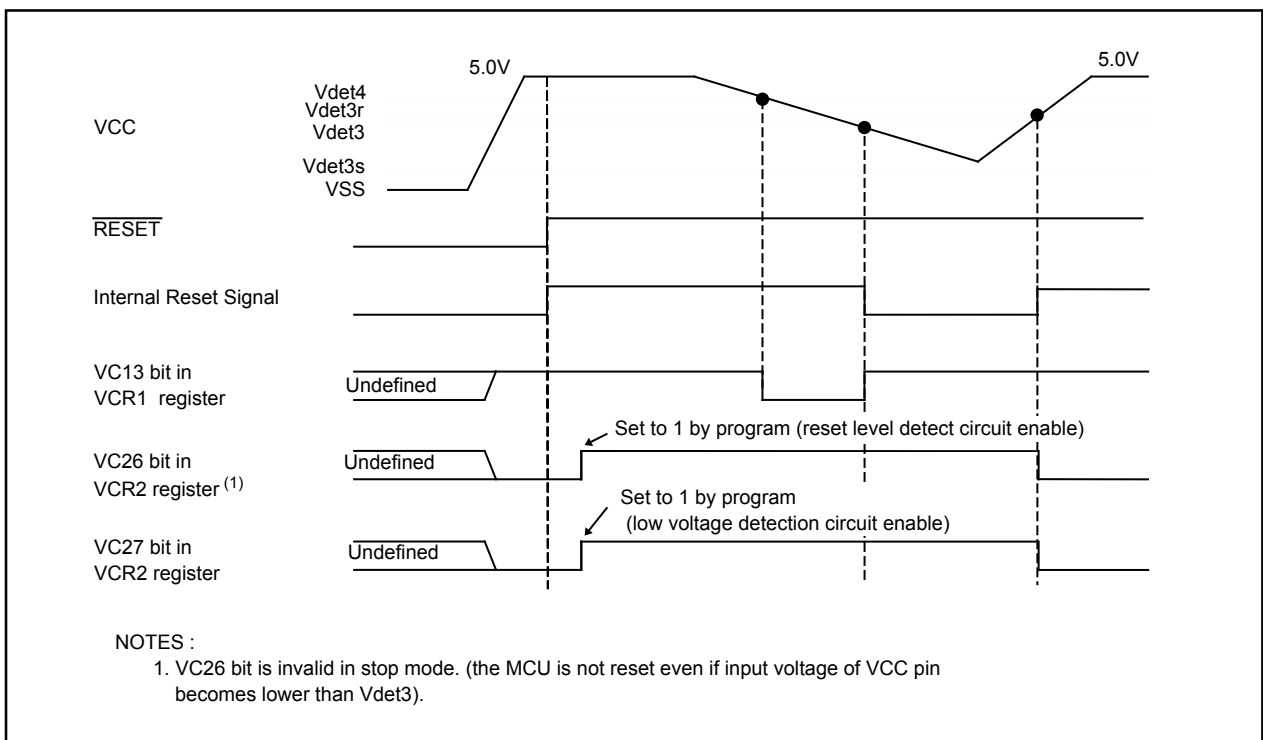 5.0V
5.0V
Vdet4
Vdet3r
Vdet3
Vdet3s
VSS
VCC
RESET
Internal Reset Signal
VC13 bit in
VCR1 register
Undefined
Set to 1 by program (reset level detect circuit enable)
VC26 bit in
VCR2 register (1)
Undefined
Set to 1 by program
(low voltage detection circuit enable)
VC27 bit in
VCR2 register
Undefined
NOTES :
1. VC26 bit is invalid in stop mode. (the MCU is not reset even if input voltage of VCC pin
becomes lower than Vdet3).